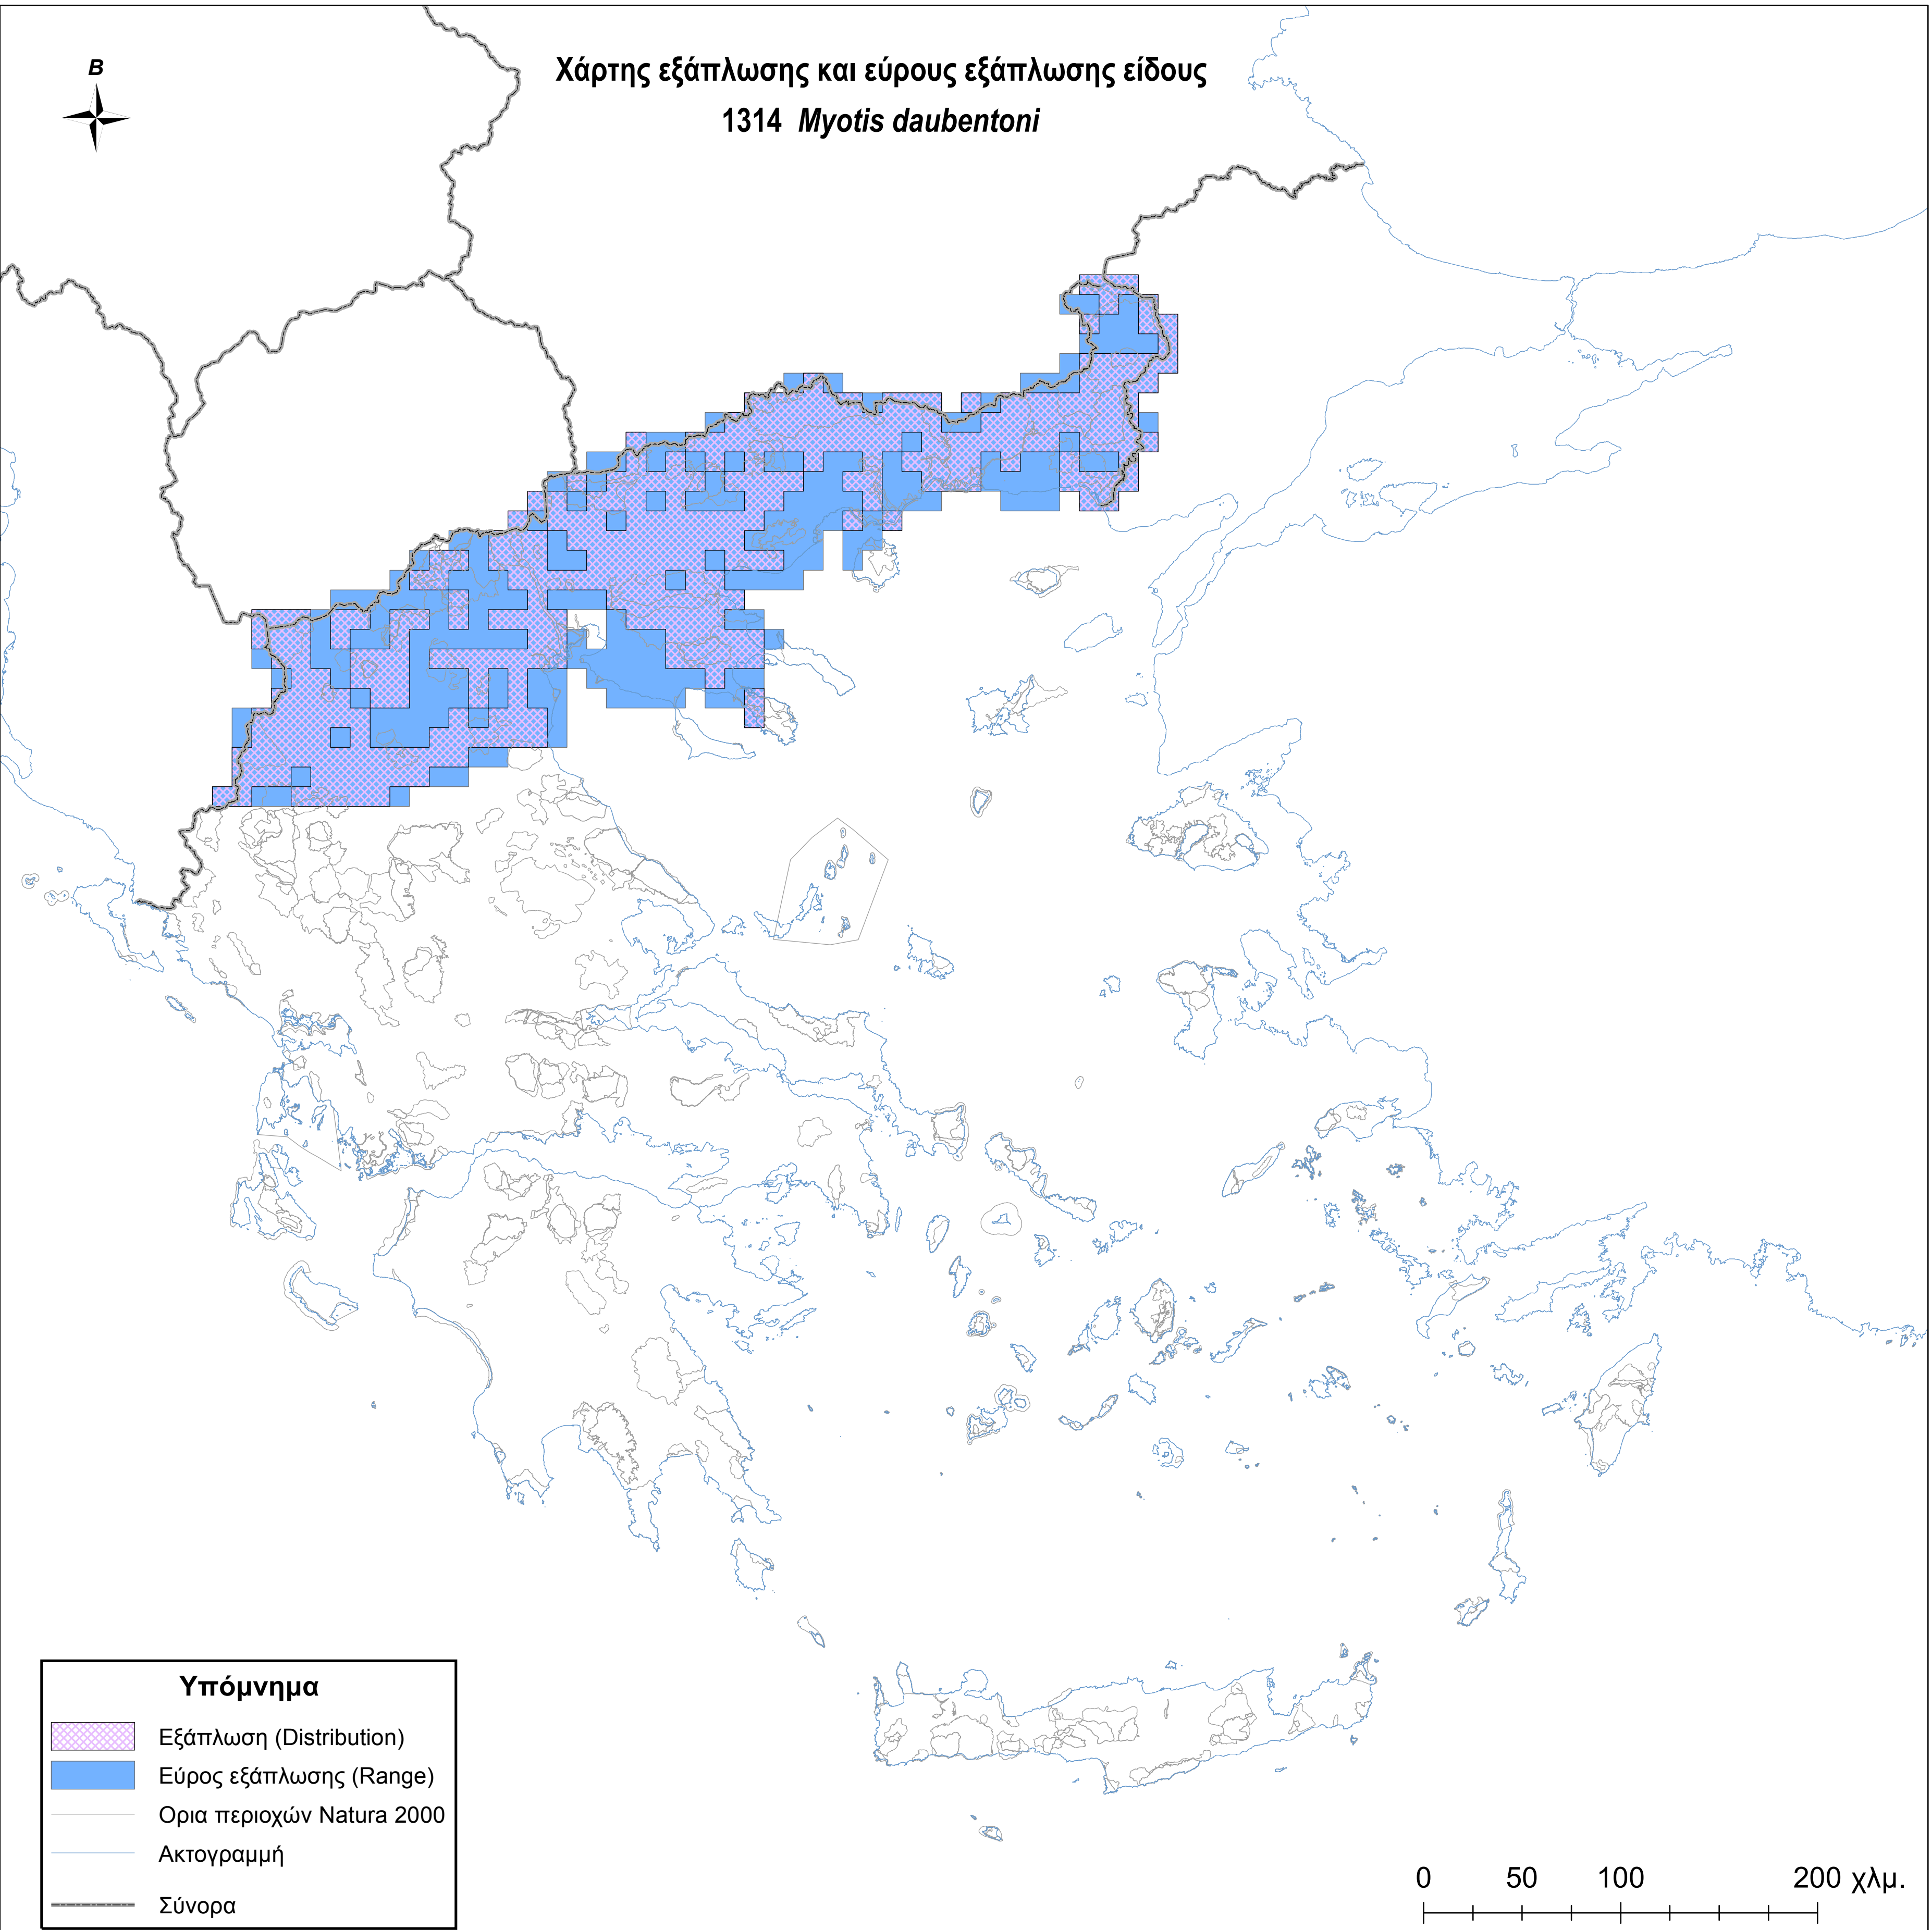 Β
Χάρτης εξάπλωσης και εύρους εξάπλωσης είδους
1314 Myotis daubentoni
Υπόμνημα
Εξάπλωση (Distribution)
Εύρος εξάπλωσης (Range)
Ορια περιοχών Natura 2000
Ακτογραμμή
Σύνορα
0 50 100 200 χλμ.